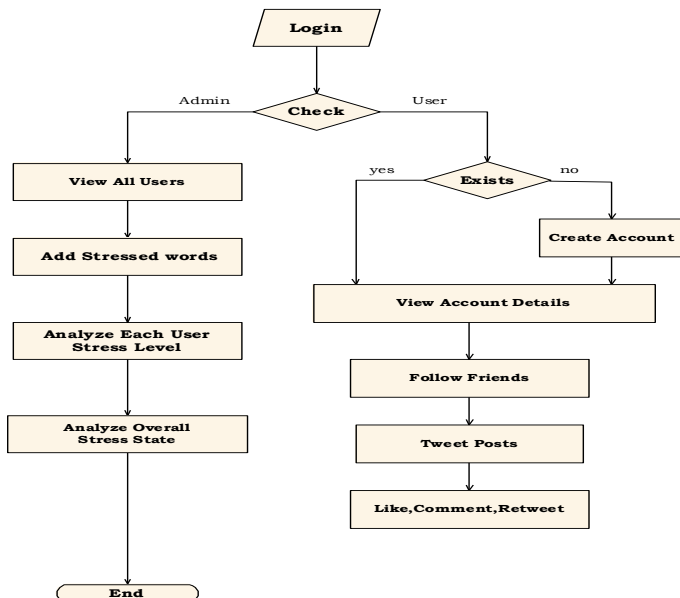 Login
Admin
Check
User
View All Users
yes
Exists
no
Add Stressed words
Create Account
View Account Details
Analyze Each User
Stress Level
Follow Friends
Analyze Overall
Stress State
Tweet Posts
Like,Comment,Retweet
End